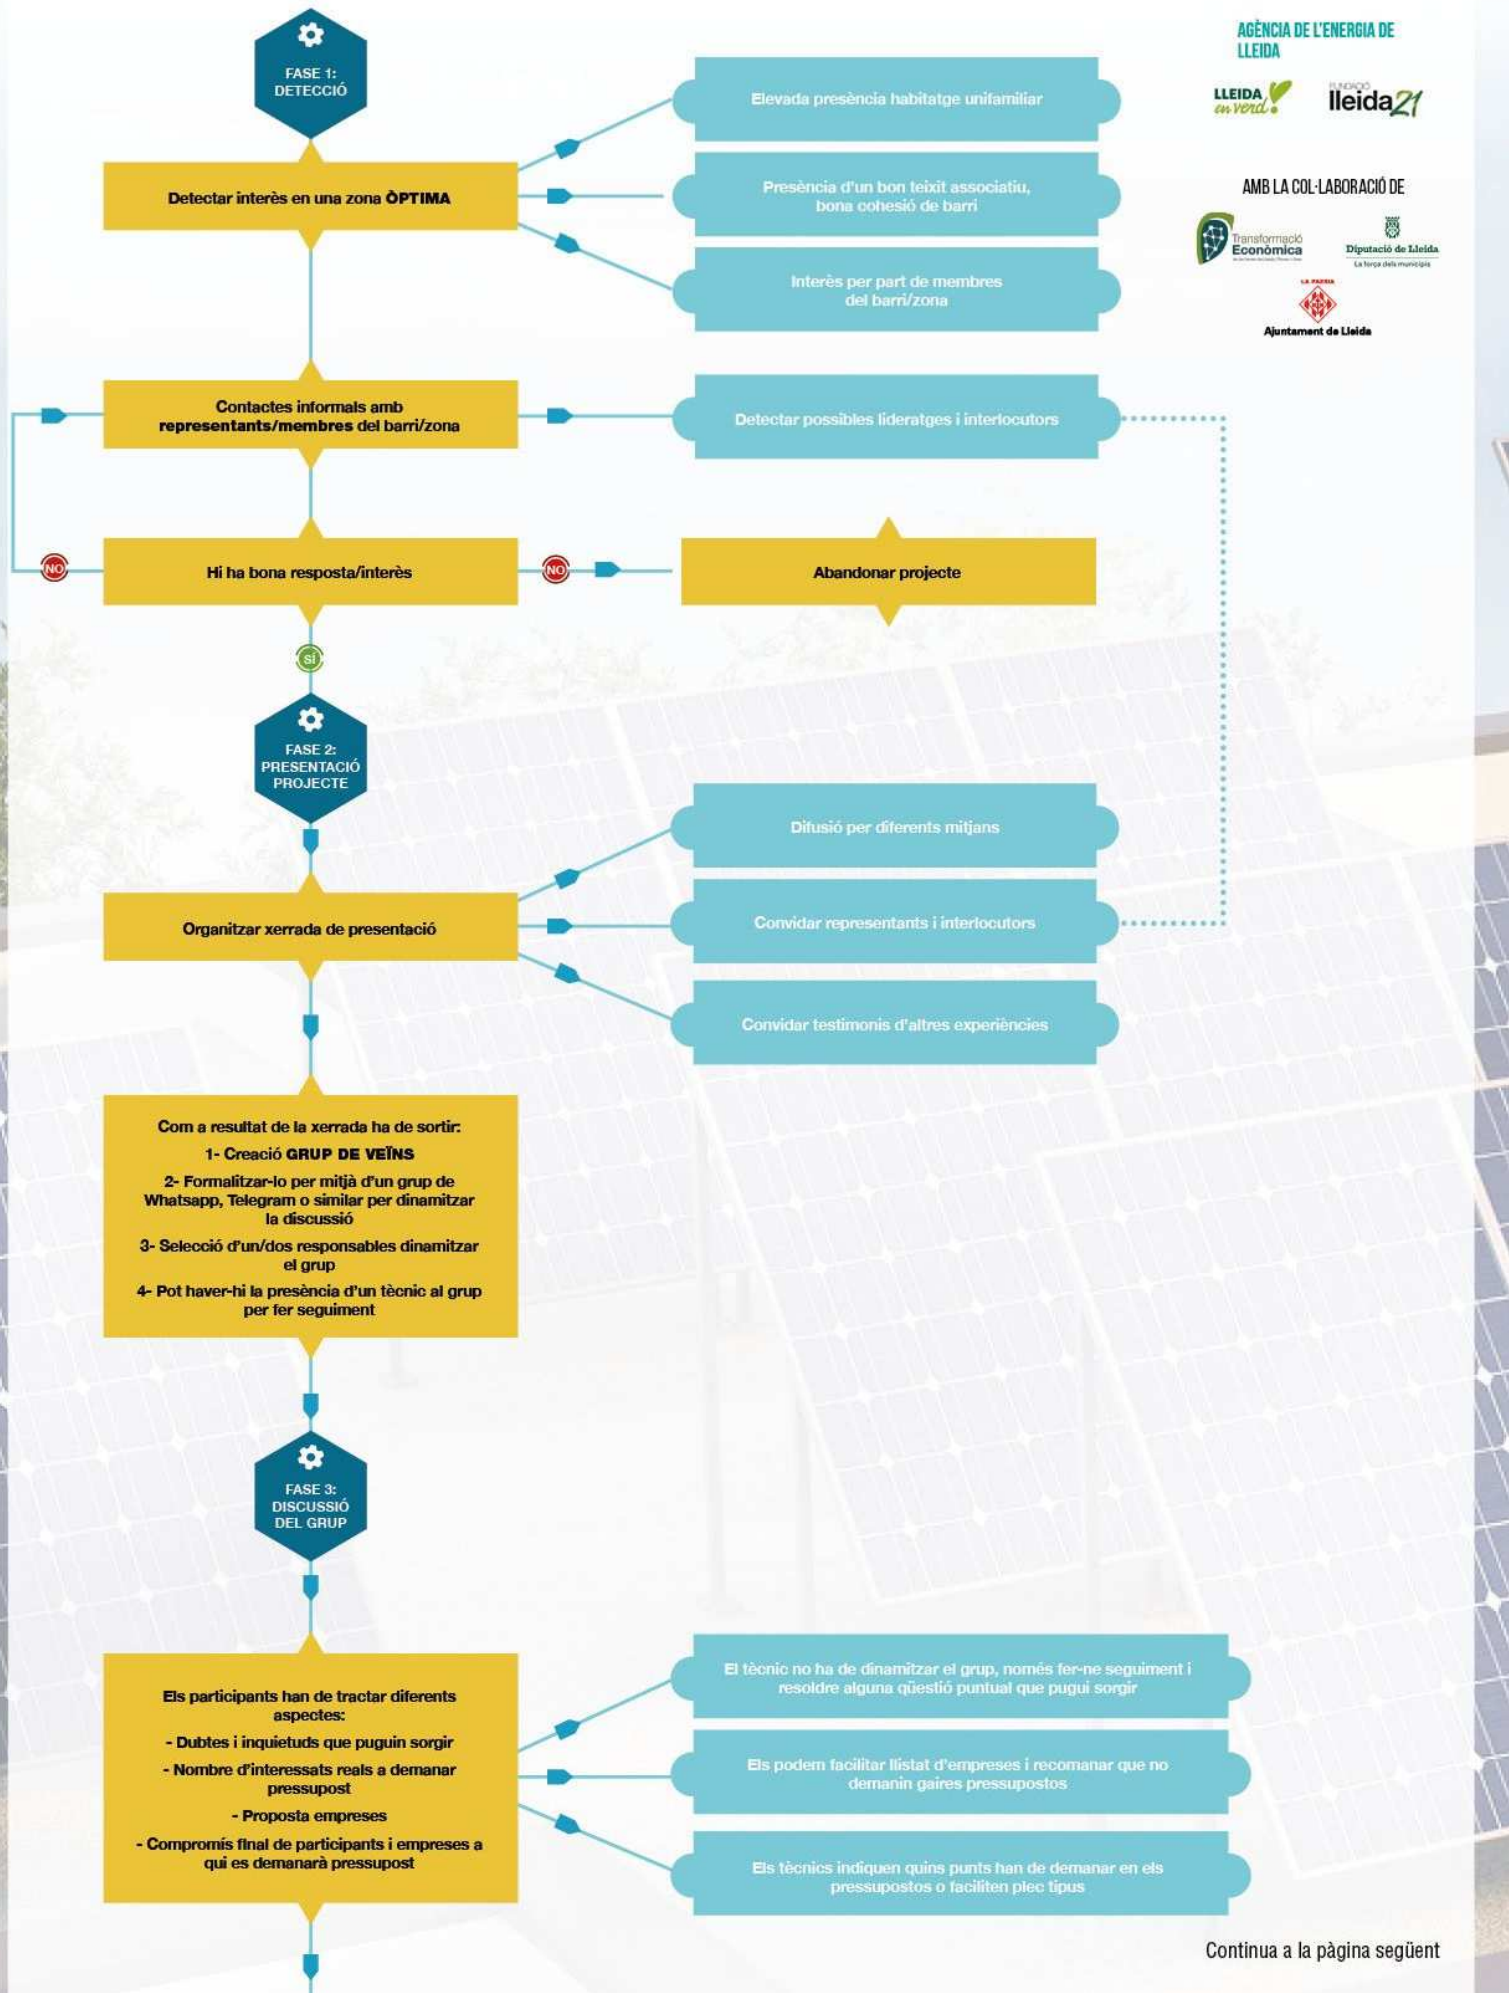 FASE 1:
DETECCIÓ
AGÈNCIA DE L'ENERGIA DE
LLEIDA
LLEIDA
en verd!
FUNDACIÓ
lleida21
AMB LA COL·LABORACIÓ DE
Transformació
Econòmica
Diputació de Lleida
La força dels municipis
LA PAERIA
Ajuntament de Lleida
Detectar interès en una zona ÒPTIMA
Elevada presència habitatge unifamiliar
Presència d'un bon teixit associatiu,
bona cohesió de barri
Interès per part de membres
del barri/zona
Contactes informals amb
representants/membres del barri/zona
Detectar possibles lideratges i interlocutors
NO
Hi ha bona resposta/interès
NO
Abandonar projecte
SÍ
FASE 2:
PRESENTACIÓ
PROJECTE
Organitzar xerrada de presentació
Difusió per diferents mitjans
Convidar representants i interlocutors
Convidar testimonis d'altres experiències
Com a resultat de la xerrada ha de sortir:
1- Creació GRUP DE VEÏNS
2- Formalitzar-lo per mitjà d'un grup de
Whatsapp, Telegram o similar per dinamitzar
la discussió
3- Selecció d'un/dos responsables dinamitzar
el grup
4- Pot haver-hi la presència d'un tècnic al grup
per fer seguiment
FASE 3:
DISCUSSIÓ
DEL GRUP
Els participants han de tractar diferents
aspectes:
- Dubtes i inquietuds que puguin sorgir
- Nombre d'interessats reals a demanar
pressupost
- Proposta empreses
- Compromís final de participants i empreses a
qui es demanarà pressupost
El tècnic no ha de dinamitzar el grup, només fer-ne seguiment i
resoldre alguna qüestió puntual que pugui sorgir
Els podem facilitar llistat d'empreses i recomanar que no
demanin gaires pressupostos
Els tècnics indiquen quins punts han de demanar en els
pressupostos o faciliten plec tipus
Continua a la pàgina següent